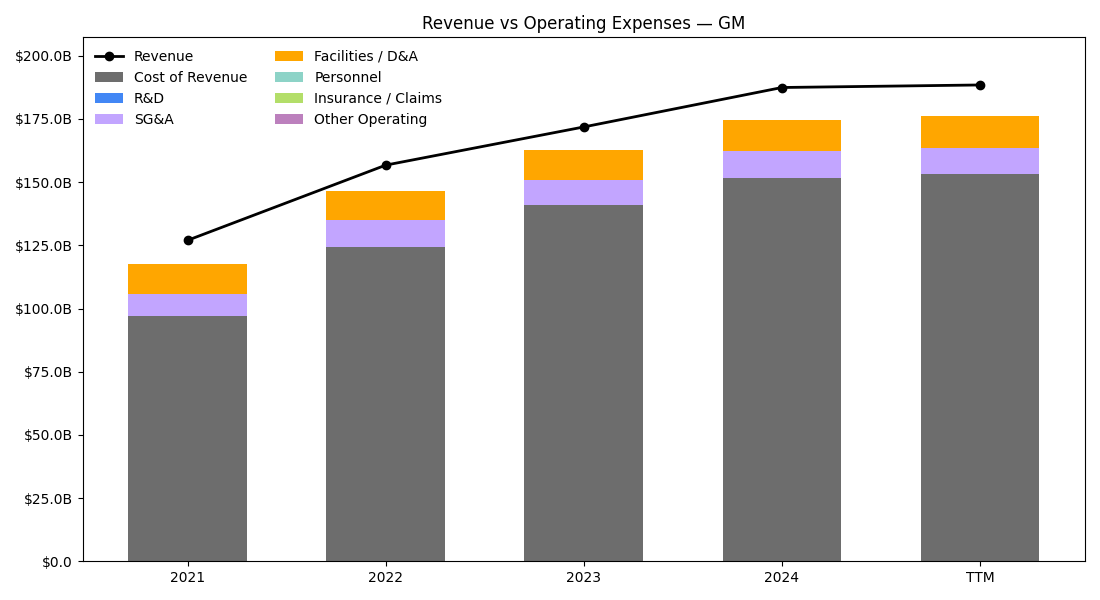 Revenue vs Operating Expenses — GM
$200.0B
$175.0B
$150.0B
$125.0B
$100.0B
$75.0B
$50.0B
$25.0B
$0.0
Revenue
Cost of Revenue
R&D
SG&A
Facilities / D&A
Personnel
Insurance / Claims
Other Operating
2021
2022
2023
2024
TTM